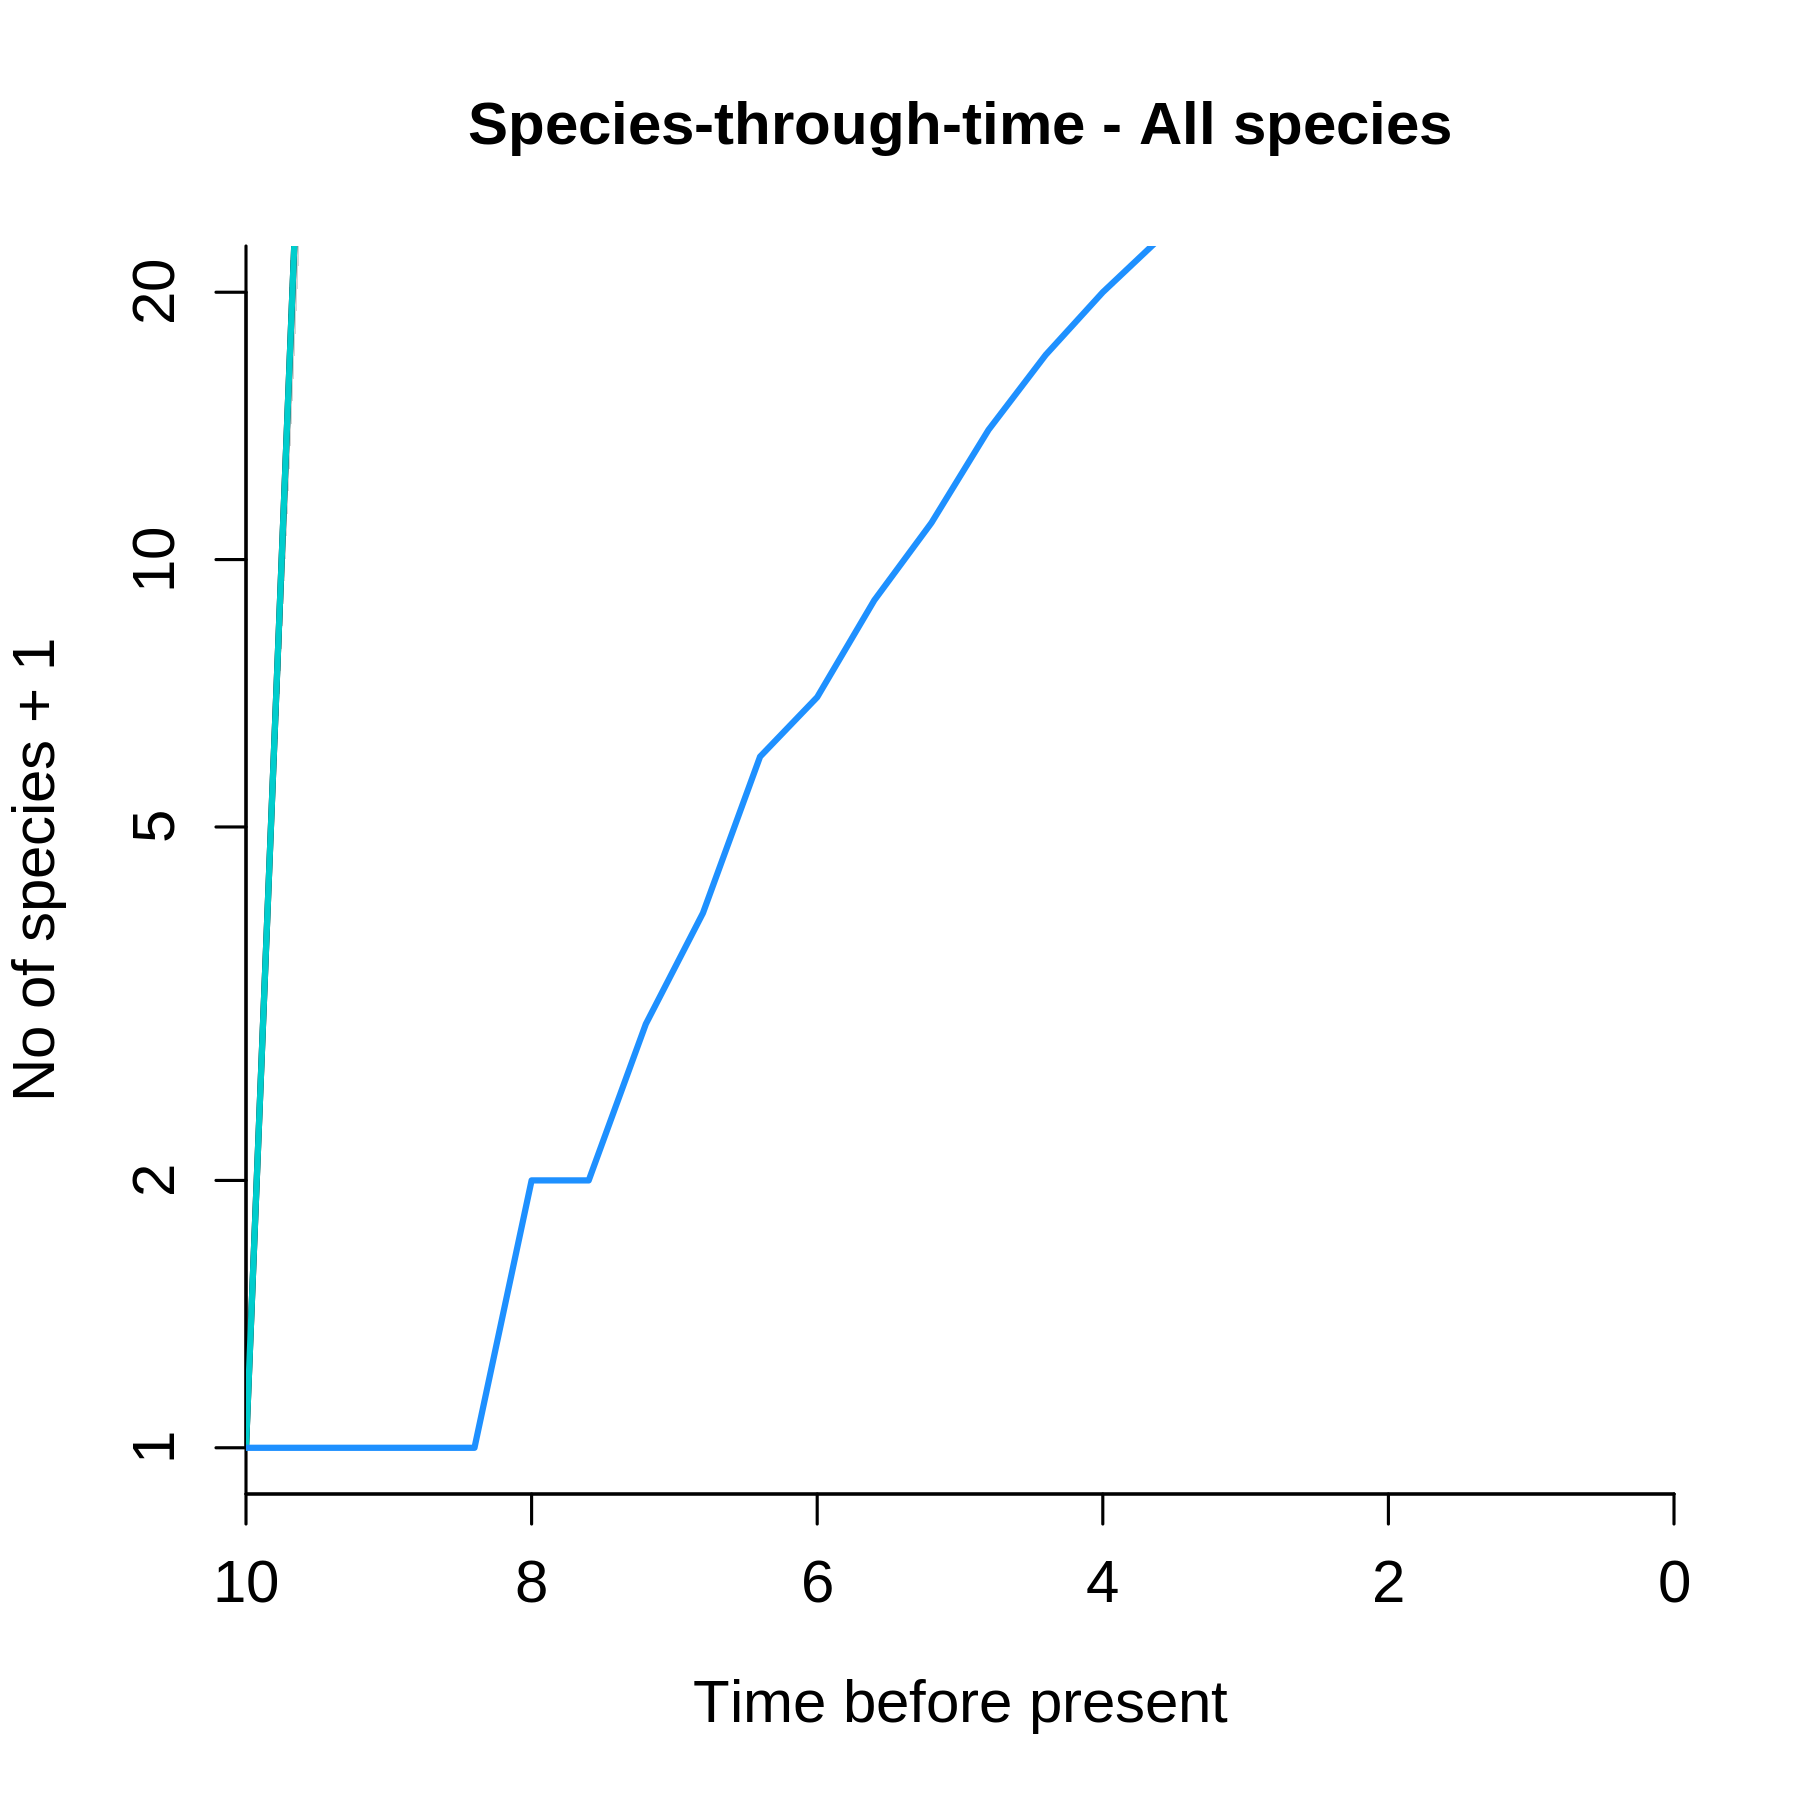 Species-through-time - All species
No of species + 1
20
10
5
2
1
10 8 6 4 2 0
Time before present